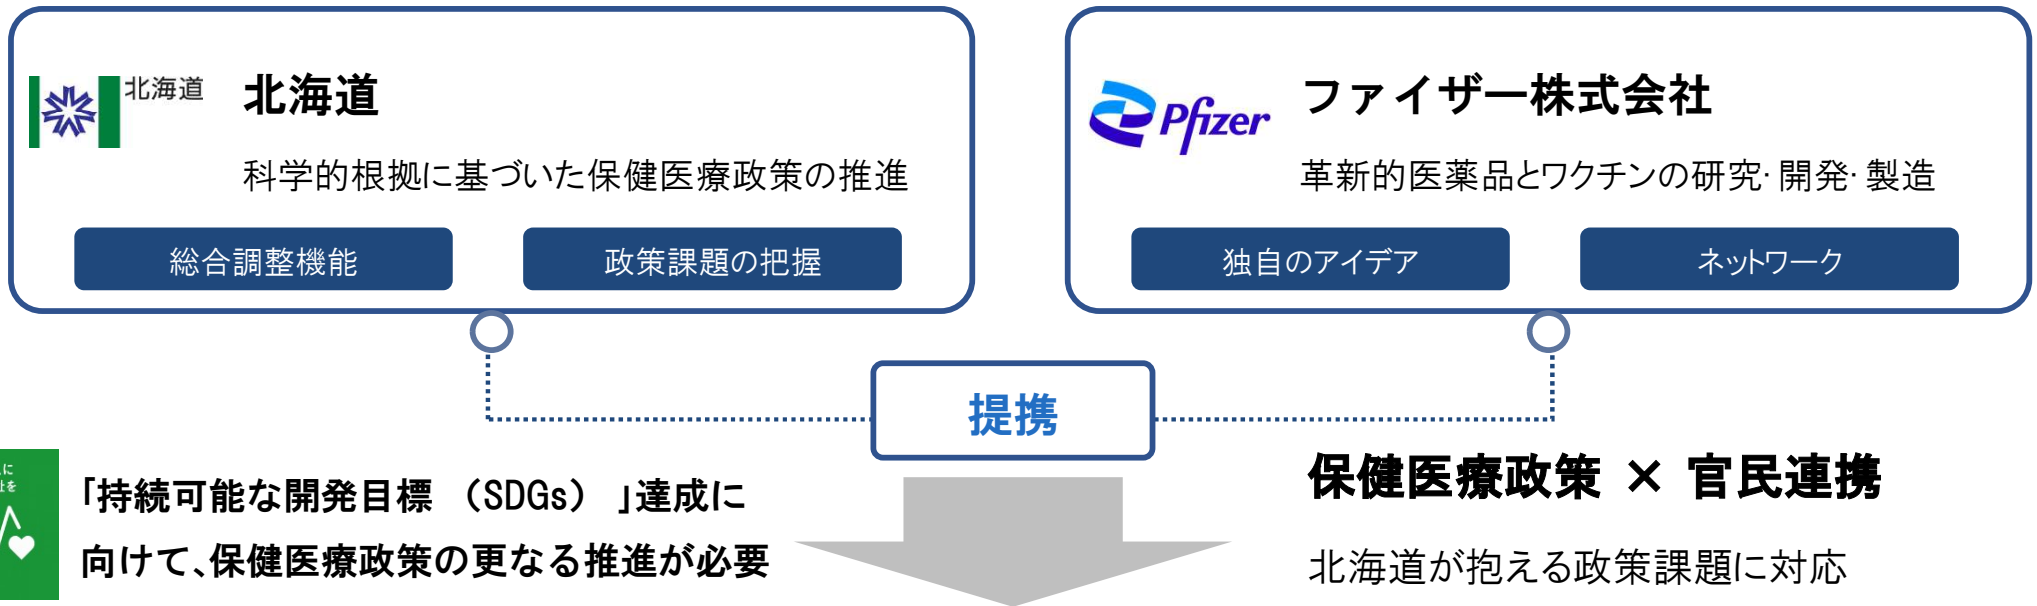 北海道
北海道
科学的根拠に基づいた保健医療政策の推進
総合調整機能
政策課題の把握
Pfizer
ファイザー株式会社
革新的医薬品とワクチンの研究・開発・製造
独自のアイデア
ネットワーク
提携
に
を
「持続可能な開発目標 （SDGs） 」達成に
向けて、保健医療政策の更なる推進が必要
保健医療政策 × 官民連携
北海道が抱える政策課題に対応